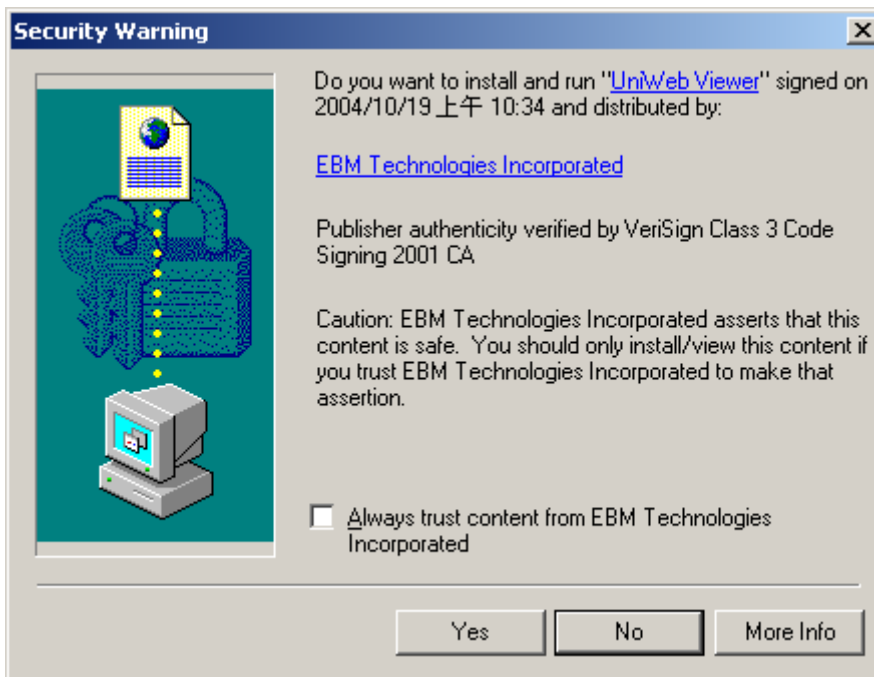 Security Warning
Do you want to install and run "UniWeb Viewer" signed on
2004/10/19 上午 10:34 and distributed by:
EBM Technologies Incorporated
Publisher authenticity verified by VeriSign Class 3 Code
Signing 2001 CA
Caution: EBM Technologies Incorporated asserts that this
content is safe.  You should only install/view this content if
you trust EBM Technologies Incorporated to make that
assertion.
Always trust content from EBM Technologies
Incorporated
Yes
No
More Info